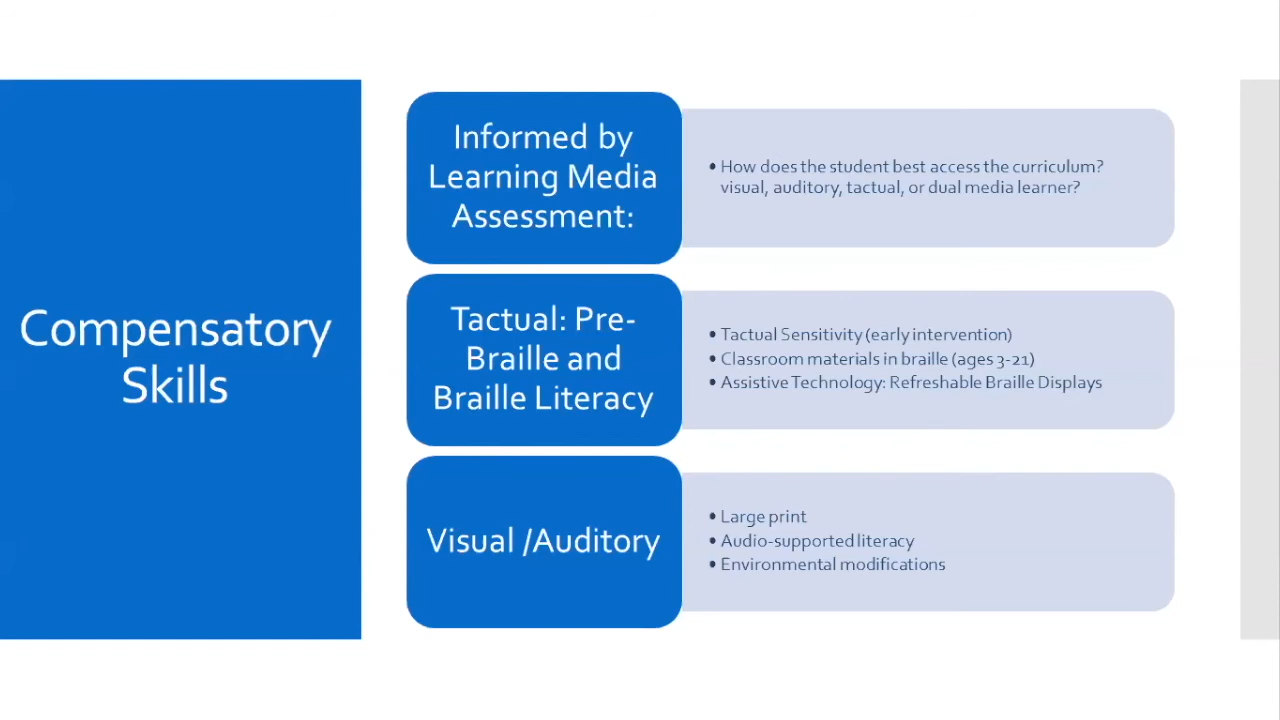 Compensatory
Skills
Informed by
Learning Media
Assessment:
• How does the student best access the curriculum?
visual, auditory, tactual, or dual media learner?
Tactual: Pre-
Braille and
Braille Literacy
• Tactual Sensitivity (early intervention)
• Classroom materials in braille (ages 3-21)
• Assistive Technology: Refreshable Braille Displays
Visual /Auditory
• Large print
• Audio-supported literacy
• Environmental modifications